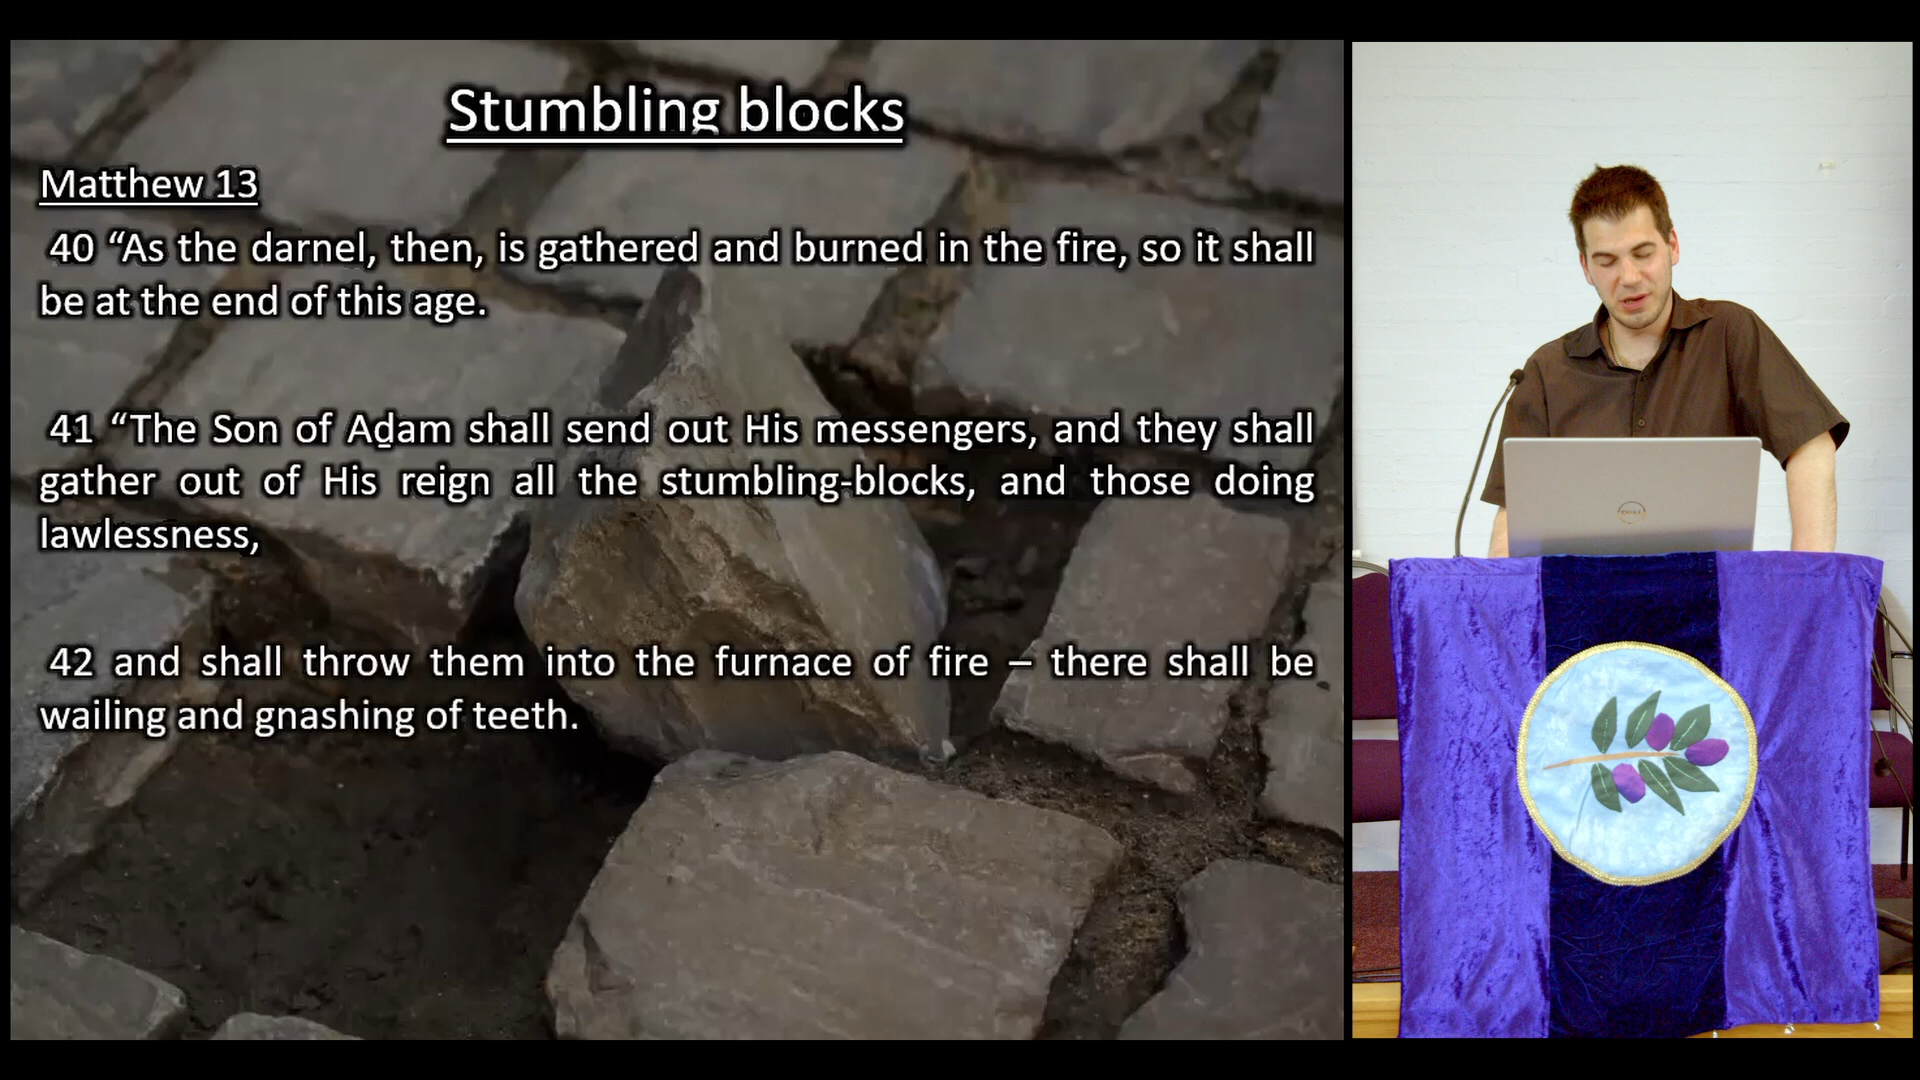 Stumbling blocks
Matthew 13
40 “As the darnel, then, is gathered and burned in the fire, so it shall
be at the end of this age.
41 “The Son of Aḏam shall send out His messengers, and they shall
gather out of His reign all the stumbling-blocks, and those doing
lawlessness,
42 and shall throw them into the furnace of fire – there shall be
wailing and gnashing of teeth.
DELL